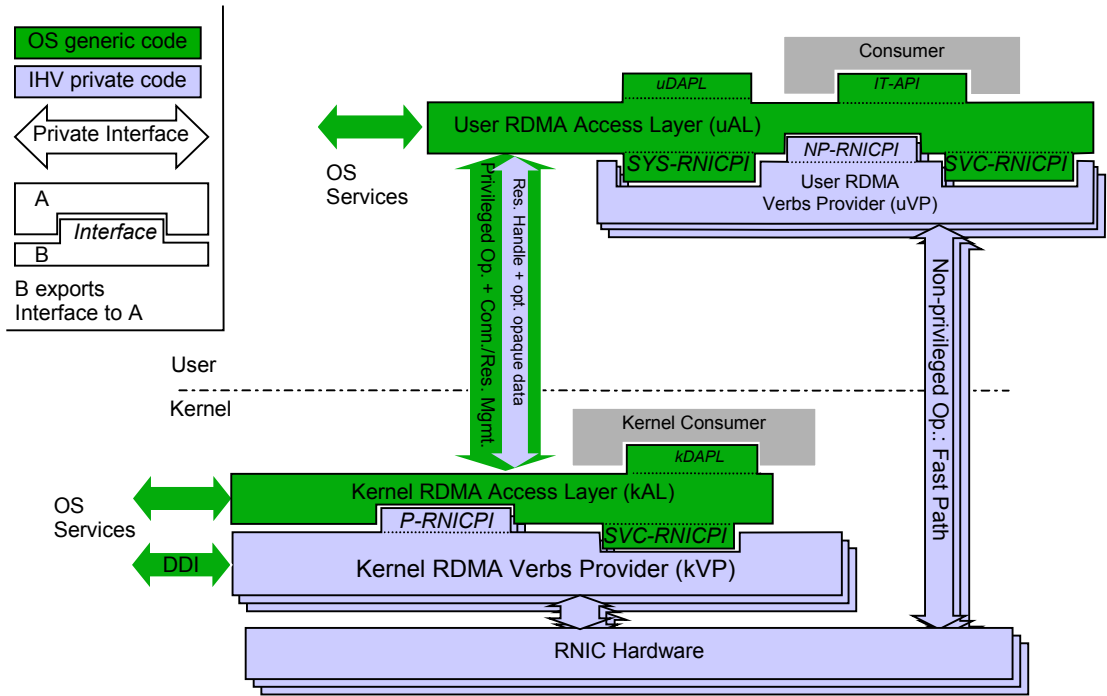 OS generic code
IHV private code
Private Interface
A
Interface
B
B exports
Interface to A
Consumer
uDAPL
IT-API
User RDMA Access Layer (uAL)
OS
Services
SYS-RNICPI
NP-RNICPI
SVC-RNICPI
User RDMA
Verbs Provider (uVP)
Privileged Op. + Conn./Res. Mgmt.
Res. Handle + opt. opaque data
Non-privileged Op.: Fast Path
User
Kernel
Kernel Consumer
kDAPL
Kernel RDMA Access Layer (kAL)
OS
Services
P-RNICPI
SVC-RNICPI
DDI
Kernel RDMA Verbs Provider (kVP)
RNIC Hardware